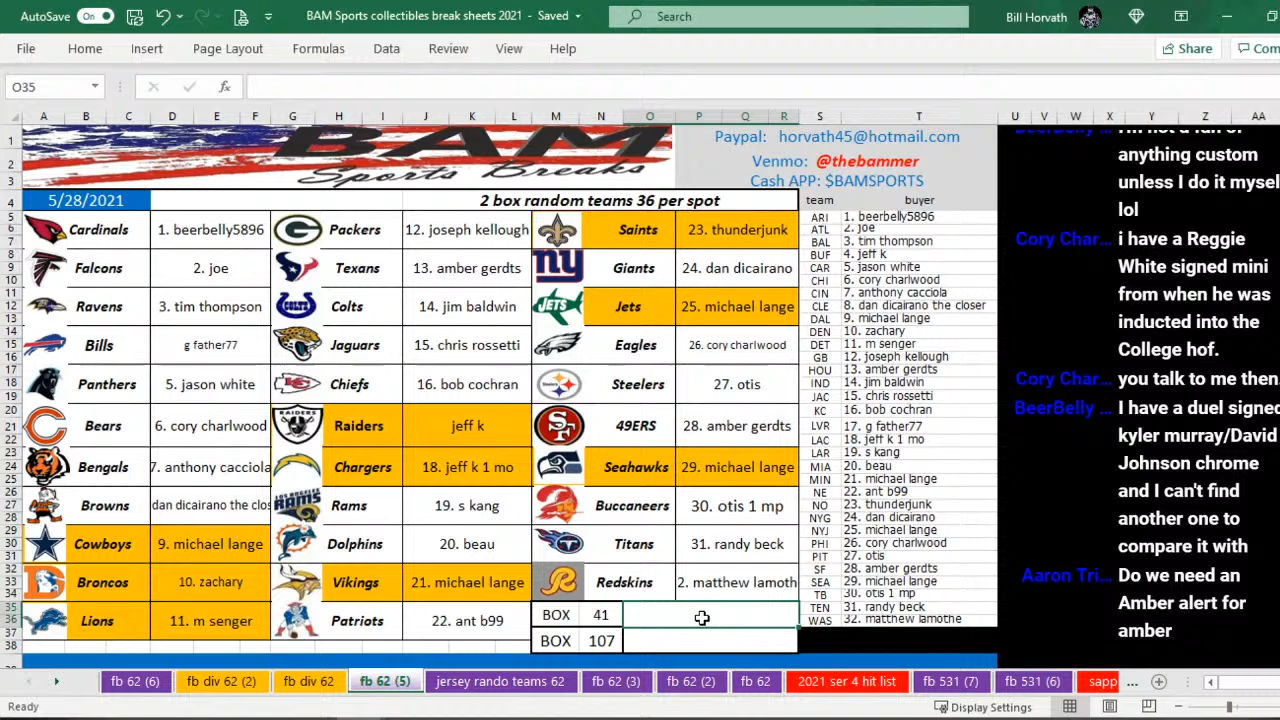 AutoSave On BAM Sports collectibles break sheets 2021 - Saved Search Bill Horvath
File Home Insert Page Layout Formulas Data Review View Help Share Com
O35 fx
A B C D E F G H I J K L M N O P Q R S T U V W X Y Z AA
BAM
Sports Breaks
Paypal: horvath45@hotmail.com
Venmo: @thebammer
Cash APP: $BAMSPORTS
5/28/2021 2 box random teams 36 per spot team buyer
Cardinals 1. beerbelly5896 Packers 12. joseph kellough Saints 23. thunderjunk
Falcons 2. joe Texans 13. amber gerdts Giants 24. dan dicairano
Ravens 3. tim thompson Colts 14. jim baldwin Jets 25. michael lange
Bills g father77 Jaguars 15. chris rossetti Eagles 26. cory charlwood
Panthers 5. jason white Chiefs 16. bob cochran Steelers 27. otis
Bears 6. cory charlwood Raiders jeff k 49ERS 28. amber gerdts
Bengals 7. anthony cacciola Chargers 18. jeff k 1 mo Seahawks 29. michael lange
Browns dan dicairano the clos Rams 19. s kang Buccaneers 30. otis 1 mp
Cowboys 9. michael lange Dolphins 20. beau Titans 31. randy beck
Broncos 10. zachary Vikings 21. michael lange Redskins 2. matthew lamoth
Lions 11. m senger Patriots 22. ant b99 BOX 41
BOX 107
ARI 1. beerbelly5896
ATL 2. joe
BAL 3. tim thompson
BUF 4. jeff k
CAR 5. jason white
CHI 6. cory charlwood
CIN 7. anthony cacciola
CLE 8. dan dicairano the closer
DAL 9. michael lange
DEN 10. zachary
DET 11. m senger
GB 12. joseph kellough
HOU 13. amber gerdts
IND 14. jim baldwin
JAC 15. chris rossetti
KC 16. bob cochran
LVR 17. g father77
LAC 18. jeff k 1 mo
LAR 19. s kang
MIA 20. beau
MIN 21. michael lange
NE 22. ant b99
NO 23. thunderjunk
NYG 24. dan dicairano
NYJ 25. michael lange
PHI 26. cory charlwood
PIT 27. otis
SF 28. amber gerdts
SEA 29. michael lange
TB 30. otis 1 mp
TEN 31. randy beck
WAS 32. matthew lamothe
BeerBelly ... I'm not a fan of
anything custom
unless I do it mysel
lol
Cory Char... i have a Reggie
White signed mini
from when he was
inducted into the
College hof.
Cory Char... you talk to me then.
BeerBelly ... I have a duel signed
kyler murray/David
Johnson chrome
and I can't find
another one to
compare it with
Aaron Tri... Do we need an
Amber alert for
amber
fb 62 (6) fb div 62 (2) fb div 62 fb 62 (5) jersey rando teams 62 fb 62 (3) fb 62 (2) fb 62 2021 ser 4 hit list fb 531 (7) fb 531 (6) sapp ...
Ready Display Settings